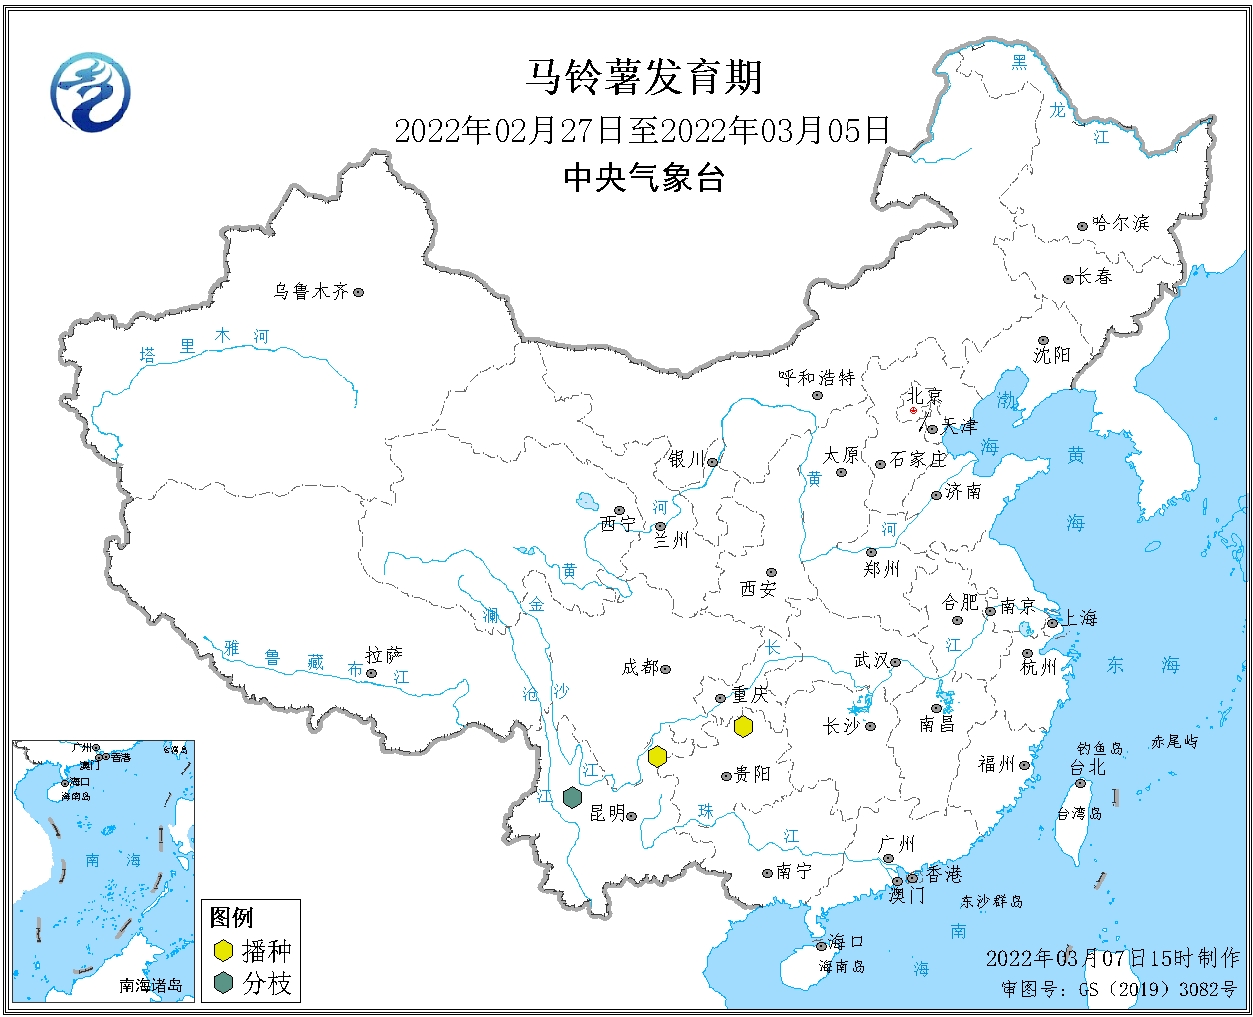 马铃薯发育期
2022年02月27日至2022年03月05日
中央气象台
黑
龙
江
哈尔滨
长春
乌鲁木齐
塔里木河
沈阳
呼和浩特
北京
渤
天津
海
银川
太原
石家庄
黄
黄
济南
河
西宁
河
海
兰州
郑州
黄
西安
金
合肥
南京
澜
上海
雅鲁藏布江
拉萨
长
江
成都
武汉
杭州
东海
沧
沙
重庆
长沙
南昌
钓鱼岛
赤尾屿
福州
台北
江
贵阳
江
昆明
珠
江
台湾岛
广州
南宁
香港
澳门
东沙群岛
南
海口
海
海南岛
广州
台湾岛
香港
澳门
海口
海南岛
南海
南海诸岛
图例
播种
分枝
2022年03月07日15时制作
审图号：GS（2019）3082号